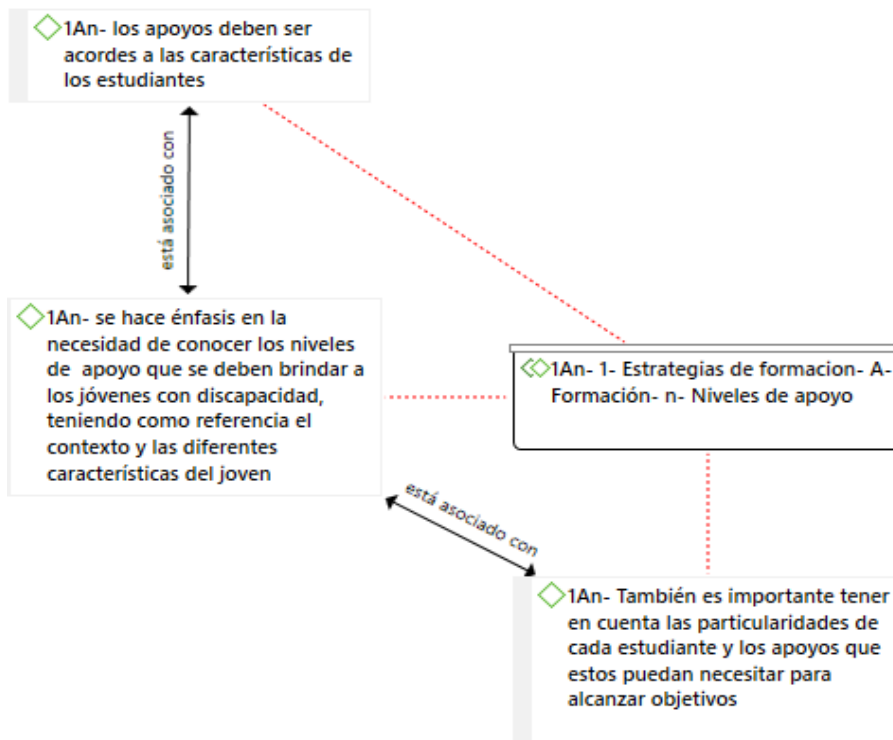 1An- los apoyos deben ser
acordes a las características de
los estudiantes
está asociado con
1An- se hace énfasis en la
necesidad de conocer los niveles
de apoyo que se deben brindar a
los jóvenes con discapacidad,
teniendo como referencia el
contexto y las diferentes
características del joven
1An- 1- Estrategias de formacion- A-
Formación- n- Niveles de apoyo
está asociado con
1An- También es importante tener
en cuenta las particularidades de
cada estudiante y los apoyos que
estos puedan necesitar para
alcanzar objetivos